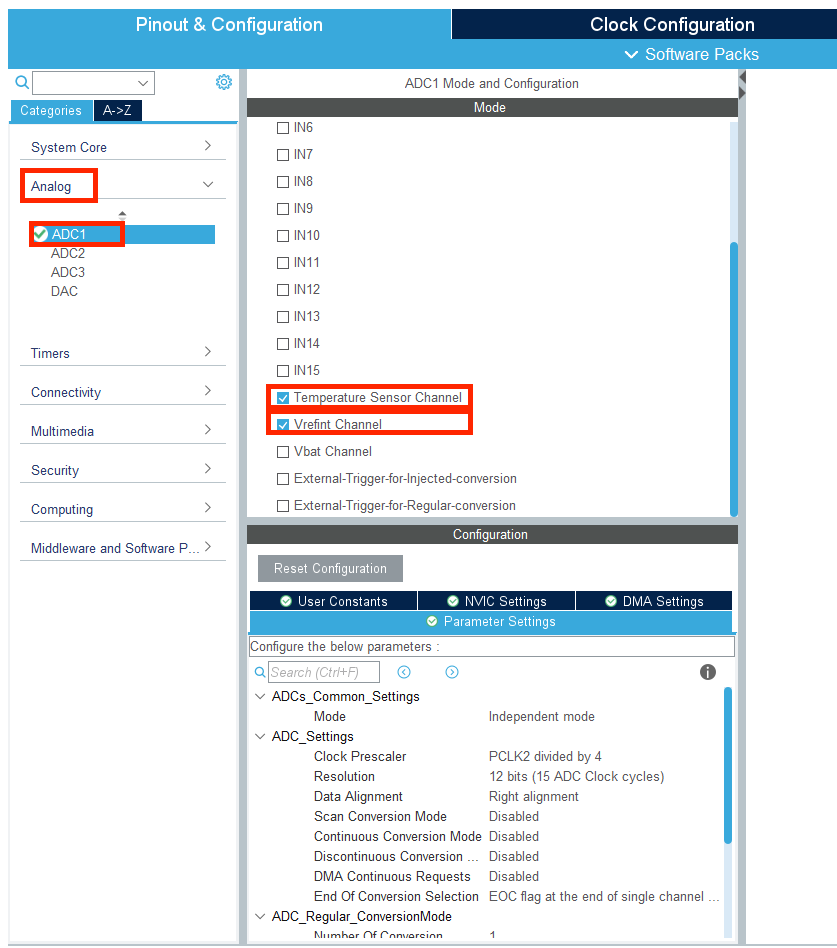 Pinout & Configuration
Clock Configuration
Software Packs
Categories
A->Z
System Core
Analog
ADC1
ADC2
ADC3
DAC
Timers
Connectivity
Multimedia
Security
Computing
Middleware and Software P...
ADC1 Mode and Configuration
Mode
IN6
IN7
IN8
IN9
IN10
IN11
IN12
IN13
IN14
IN15
Temperature Sensor Channel
Vrefint Channel
Vbat Channel
External-Trigger-for-Injected-conversion
External-Trigger-for-Regular-conversion
Configuration
Reset Configuration
User Constants
NVIC Settings
DMA Settings
Parameter Settings
Configure the below parameters :
Search (Ctrl+F)
ADCs_Common_Settings
Mode Independent mode
ADC_Settings
Clock Prescaler PCLK2 divided by 4
Resolution 12 bits (15 ADC Clock cycles)
Data Alignment Right alignment
Scan Conversion Mode Disabled
Continuous Conversion Mode Disabled
Discontinuous Conversion ... Disabled
DMA Continuous Requests Disabled
End Of Conversion Selection EOC flag at the end of single channel ...
ADC_Regular_ConversionMode
Number Of Conversion 1